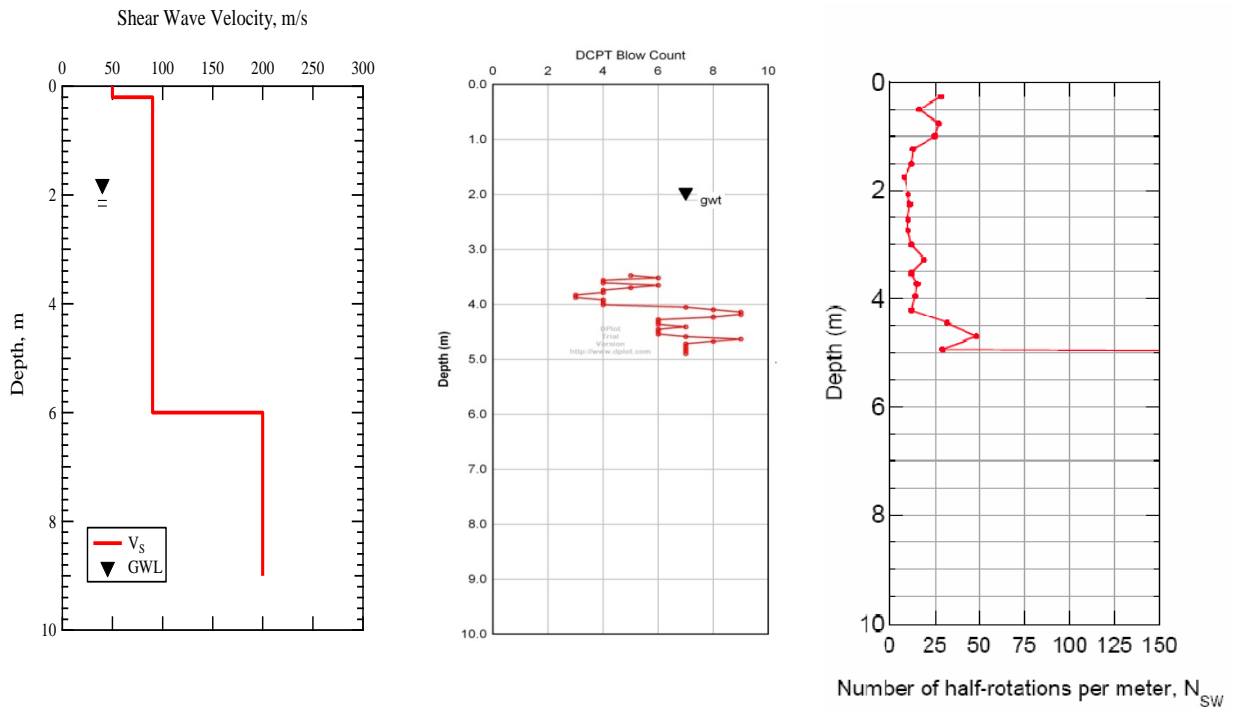 Shear Wave Velocity, m/s
0 50 100 150 200 250 300
0
2
4
6
8
10
Depth, m
V_S
GWL
DCPT Blow Count
0 2 4 6 8 10
0.0
1.0
2.0
3.0
4.0
5.0
6.0
7.0
8.0
9.0
10.0
Depth (m)
gwt
DPlot
Trial
Version
http://www.dplot.com
0
2
4
6
8
10
Depth (m)
0 25 50 75 100 125 150
Number of half-rotations per meter, N_SW